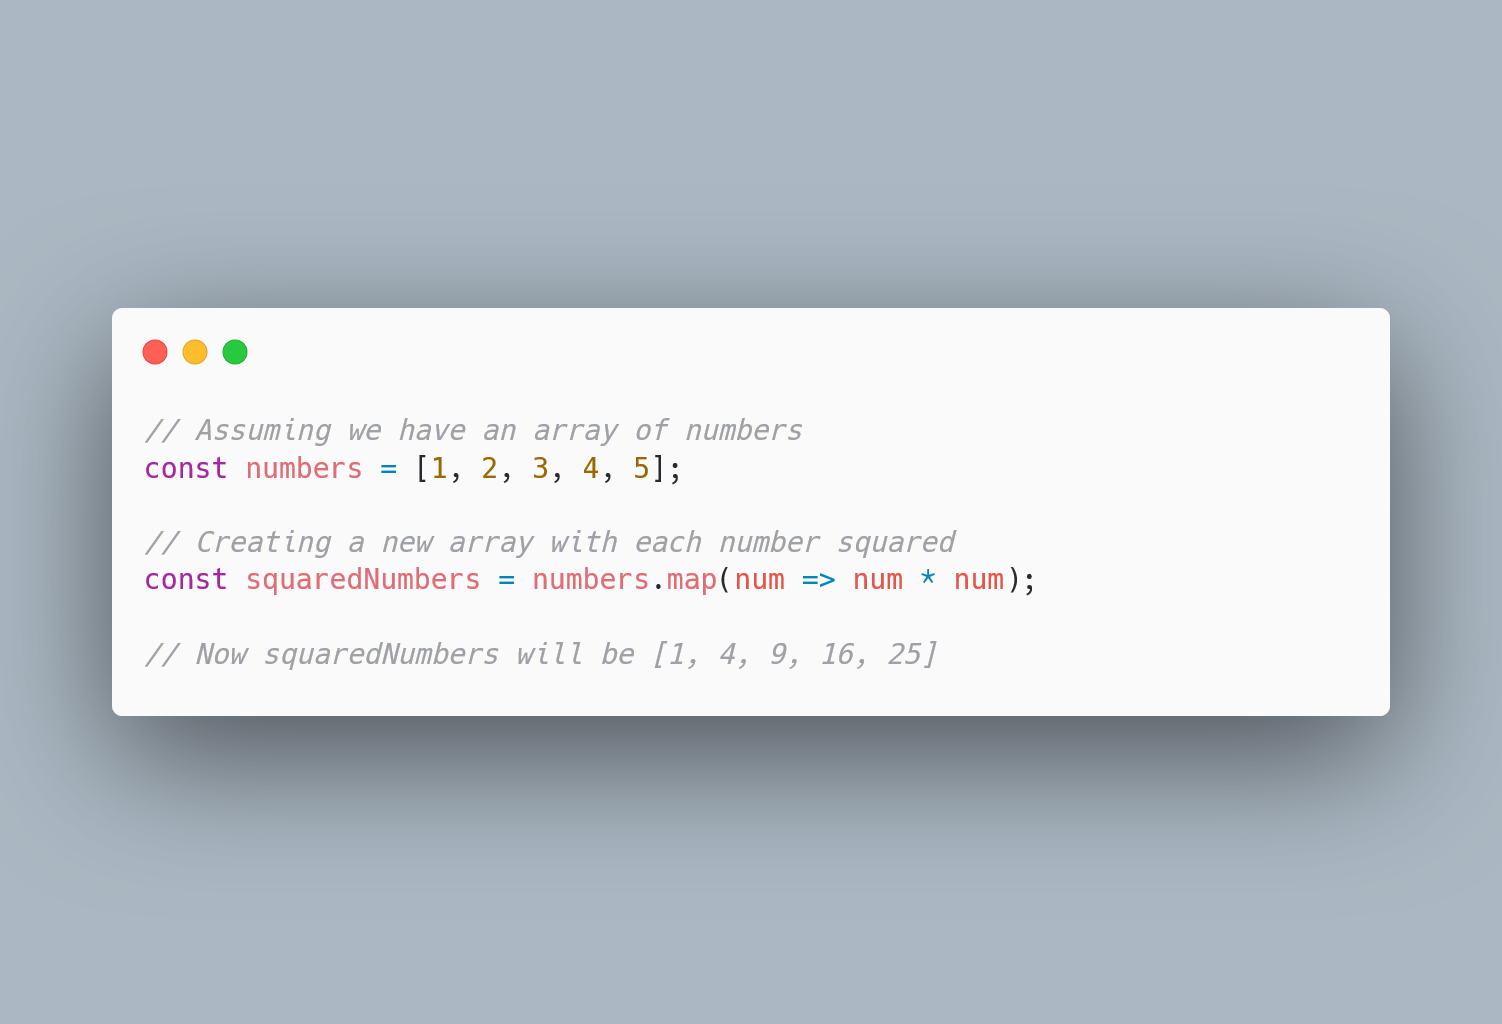 // Assuming we have an array of numbers
const numbers = [1, 2, 3, 4, 5];
// Creating a new array with each number squared
const squaredNumbers = numbers.map(num => num * num);
// Now squaredNumbers will be [1, 4, 9, 16, 25]